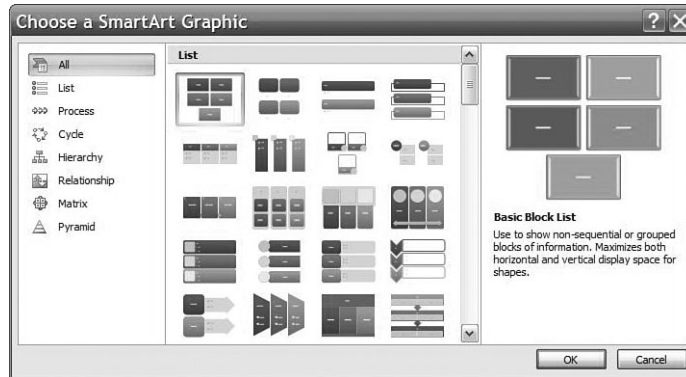 Choose a SmartArt Graphic
All
List
Process
Cycle
Hierarchy
Relationship
Matrix
Pyramid
List
Basic Block List
Use to show non-sequential or grouped
blocks of information. Maximizes both
horizontal and vertical display space for
shapes.
OK
Cancel